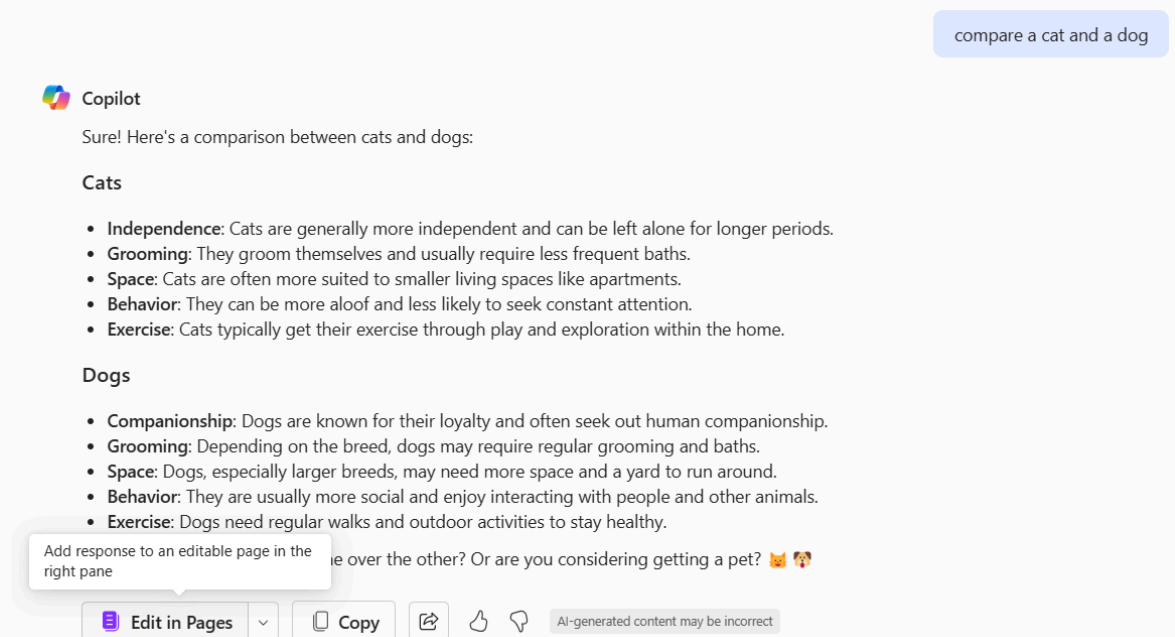 compare a cat and a dog
Copilot
Sure! Here's a comparison between cats and dogs:
Cats
• Independence: Cats are generally more independent and can be left alone for longer periods.
• Grooming: They groom themselves and usually require less frequent baths.
• Space: Cats are often more suited to smaller living spaces like apartments.
• Behavior: They can be more aloof and less likely to seek constant attention.
• Exercise: Cats typically get their exercise through play and exploration within the home.
Dogs
• Companionship: Dogs are known for their loyalty and often seek out human companionship.
• Grooming: Depending on the breed, dogs may require regular grooming and baths.
• Space: Dogs, especially larger breeds, may need more space and a yard to run around.
• Behavior: They are usually more social and enjoy interacting with people and other animals.
• Exercise: Dogs need regular walks and outdoor activities to stay healthy.
Add response to an editable page in the
right pane
over the other? Or are you considering getting a pet? 🐱🐶
Edit in Pages
Copy
AI-generated content may be incorrect